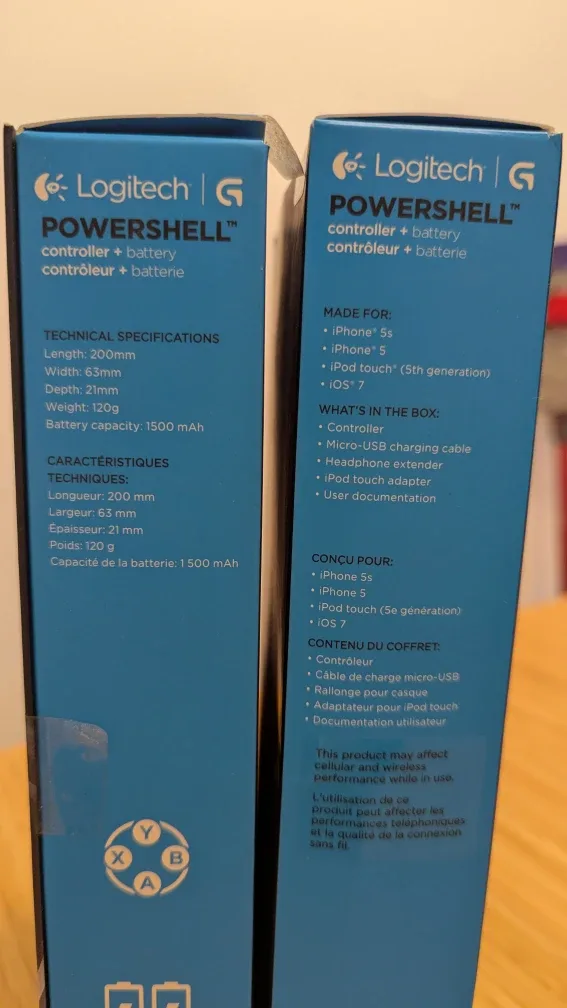 Logitech | G
POWERSHELL™
controller + battery
contrôleur + batterie
TECHNICAL SPECIFICATIONS
Length: 200mm
Width: 63mm
Depth: 21mm
Weight: 120g
Battery capacity: 1500 mAh
CARACTÉRISTIQUES
TECHNIQUES:
Longueur: 200 mm
Largeur: 63 mm
Épaisseur: 21 mm
Poids: 120 g
Capacité de la batterie: 1 500 mAh
Y
X B
A
Logitech | G
POWERSHELL™
controller + battery
contrôleur + batterie
MADE FOR:
• iPhone® 5s
• iPhone® 5
• iPod touch® (5th generation)
• iOS® 7
WHAT'S IN THE BOX:
• Controller
• Micro-USB charging cable
• Headphone extender
• iPod touch adapter
• User documentation
CONÇU POUR:
• iPhone 5s
• iPhone 5
• iPod touch (5e génération)
• iOS 7
CONTENU DU COFFRET:
• Contrôleur
• Câble de charge micro-USB
• Rallonge pour casque
• Adaptateur pour iPod touch
• Documentation utilisateur
This product may affect
cellular and wireless
performance while in use.
L'utilisation de ce
produit peut affecter les
performances téléphoniques
et la qualité de la connexion
sans fil.